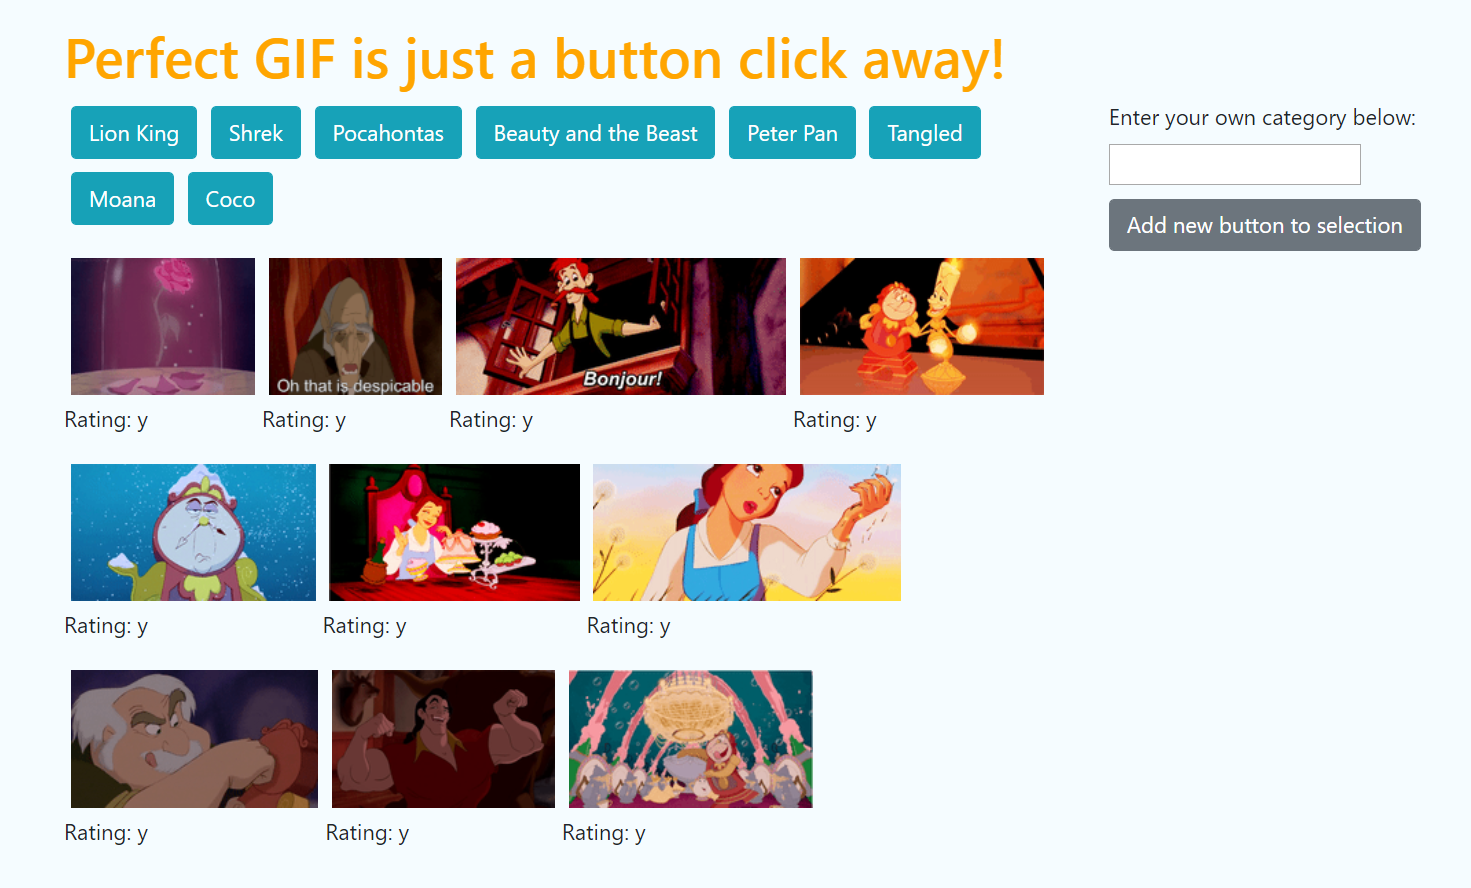 Perfect GIF is just a button click away!
Lion King
Shrek
Pocahontas
Beauty and the Beast
Peter Pan
Tangled
Moana
Coco
Enter your own category below:
Add new button to selection
Oh that is despicable
Bonjour!
Rating: y
Rating: y
Rating: y
Rating: y
Rating: y
Rating: y
Rating: y
Rating: y
Rating: y
Rating: y